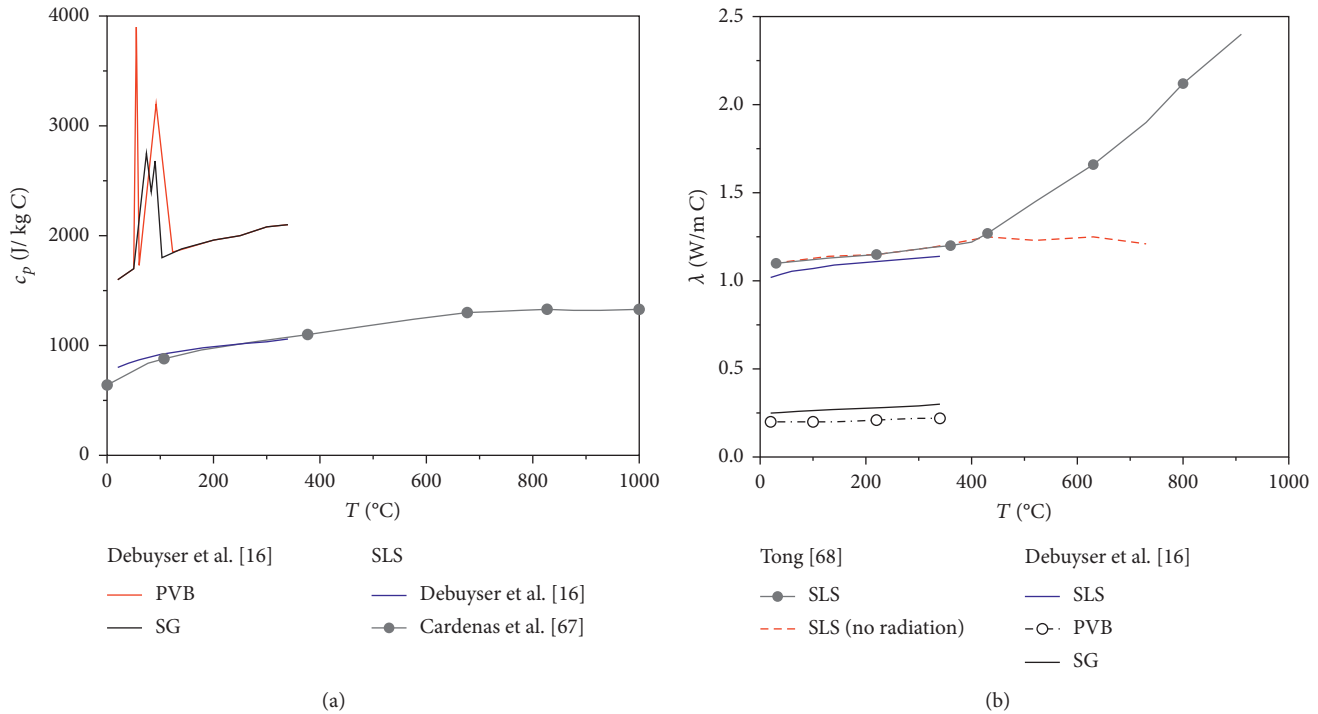 4000
3000
2000
1000
0
c_p (J/ kg C)
0
200
400
600
800
1000
T (°C)
Debuyser et al. [16]
PVB
SG
SLS
Debuyser et al. [16]
Cardenas et al. [67]
(a)
2.5
2.0
1.5
1.0
0.5
0.0
λ (W/m C)
0
200
400
600
800
1000
T (°C)
Tong [68]
SLS
SLS (no radiation)
Debuyser et al. [16]
SLS
PVB
SG
(b)